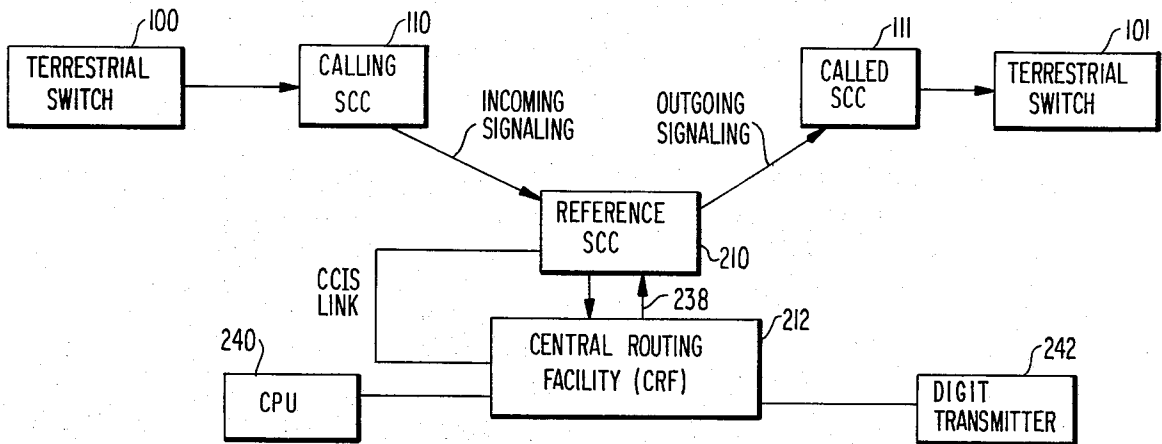 100
TERRESTRIAL
SWITCH
110
CALLING
SCC
111
CALLED
SCC
101
TERRESTRIAL
SWITCH
INCOMING
SIGNALING
OUTGOING
SIGNALING
REFERENCE
SCC
210
CCIS
LINK
238
212
CENTRAL ROUTING
FACILITY (CRF)
240
CPU
242
DIGIT
TRANSMITTER